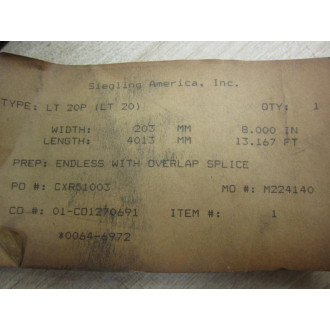 Siegling America, Inc.
TYPE: LT 20P (LT 20) QTY: 1
WIDTH: 203 MM 8.000 IN
LENGTH: 4013 MM 13.167 FT
PREP: ENDLESS WITH OVERLAP SPLICE
PO #: CXR51003 MO #: M224140
CO #: 01-CO1270691 ITEM #: 1
*0064-6972